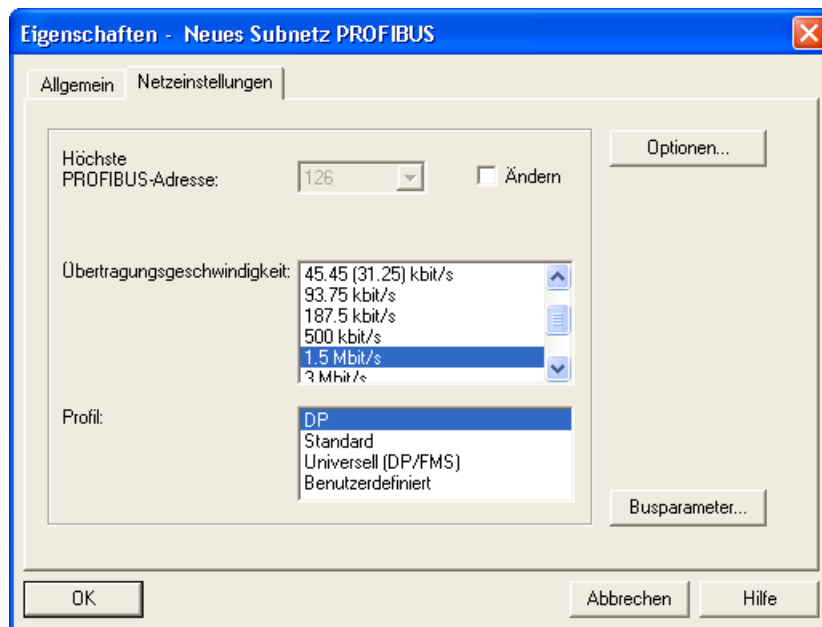 Eigenschaften - Neues Subnetz PROFIBUS
Allgemein
Netzeinstellungen
Höchste
PROFIBUS-Adresse:
126
Ändern
Optionen...
Übertragungsgeschwindigkeit:
45.45 (31.25) kbit/s
93.75 kbit/s
187.5 kbit/s
500 kbit/s
1.5 Mbit/s
3 Mbit/s
Profil:
DP
Standard
Universell (DP/FMS)
Benutzerdefiniert
Busparameter...
OK
Abbrechen
Hilfe